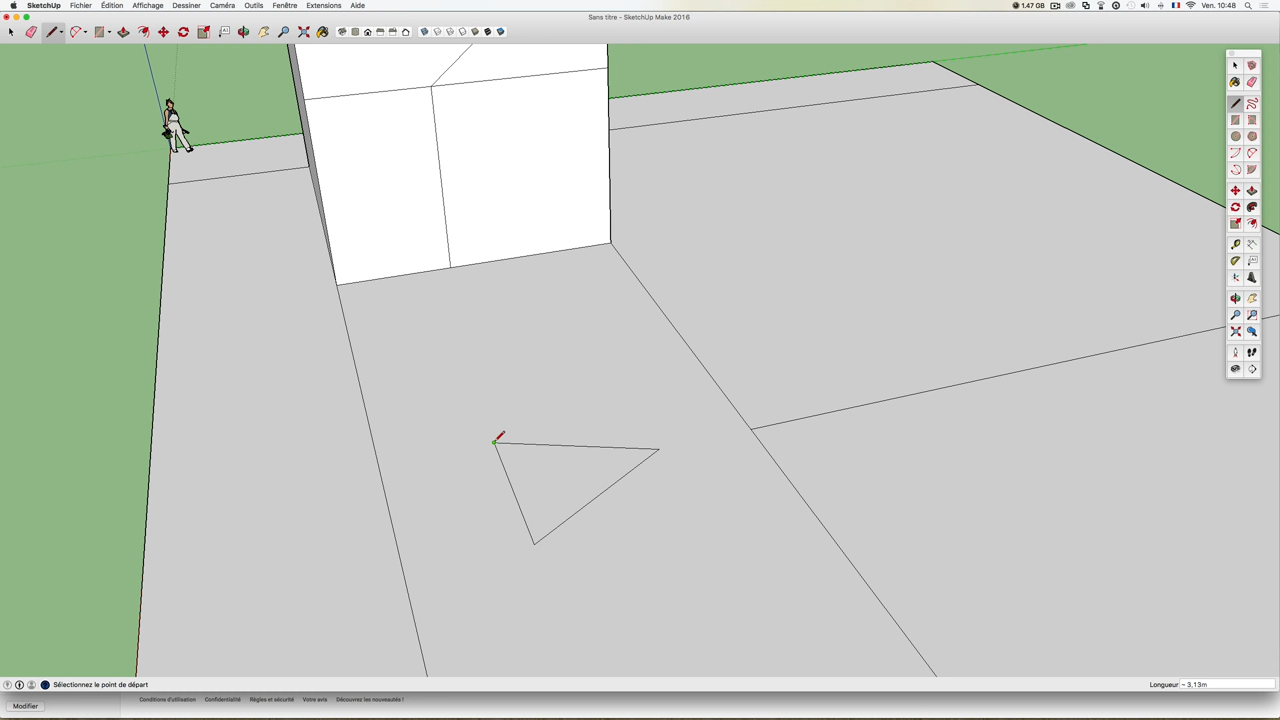 SketchUp Fichier Édition Affichage Dessiner Caméra Outils Fenêtre Extensions Aide 1.47 GB Ven. 10:48
Sans titre - SketchUp Make 2016
Sélectionnez le point de départ Longueur ~ 3,13m
Conditions d'utilisation Confidentialité Règles et sécurité Votre avis Découvrez les nouveautés !
Modifier